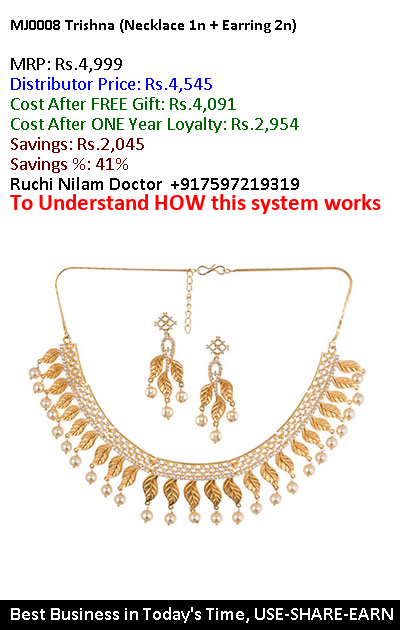 MJ0008 Trishna (Necklace 1n + Earring 2n)
MRP: Rs.4,999
Distributor Price: Rs.4,545
Cost After FREE Gift: Rs.4,091
Cost After ONE Year Loyalty: Rs.2,954
Savings: Rs.2,045
Savings %: 41%
Ruchi Nilam Doctor +917597219319
To Understand HOW this system works
Best Business in Today's Time, USE-SHARE-EARN